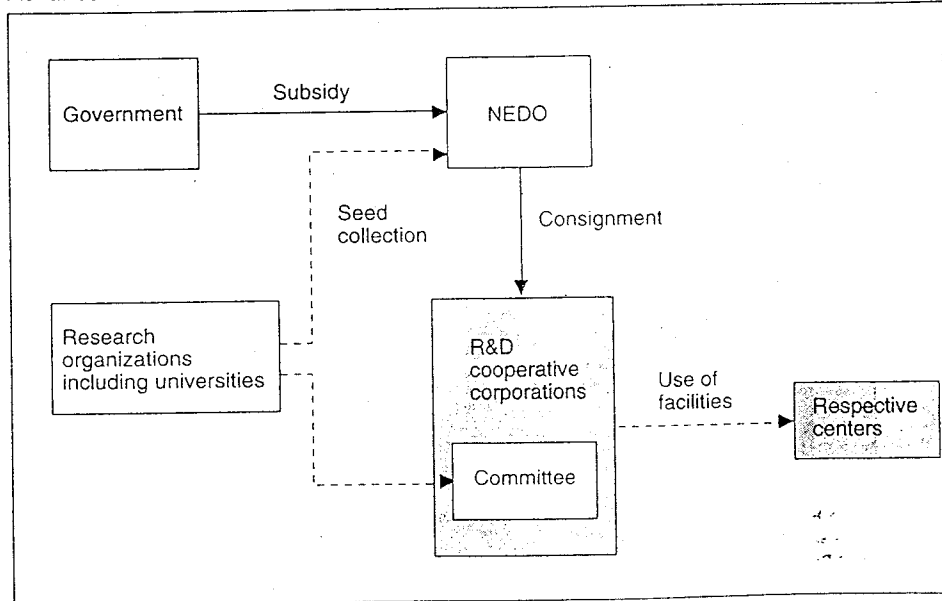 Government
Subsidy
NEDO
Seed
collection
Consignment
Research
organizations
including universities
R&D
cooperative
corporations
Use of
facilities
Respective
centers
Committee